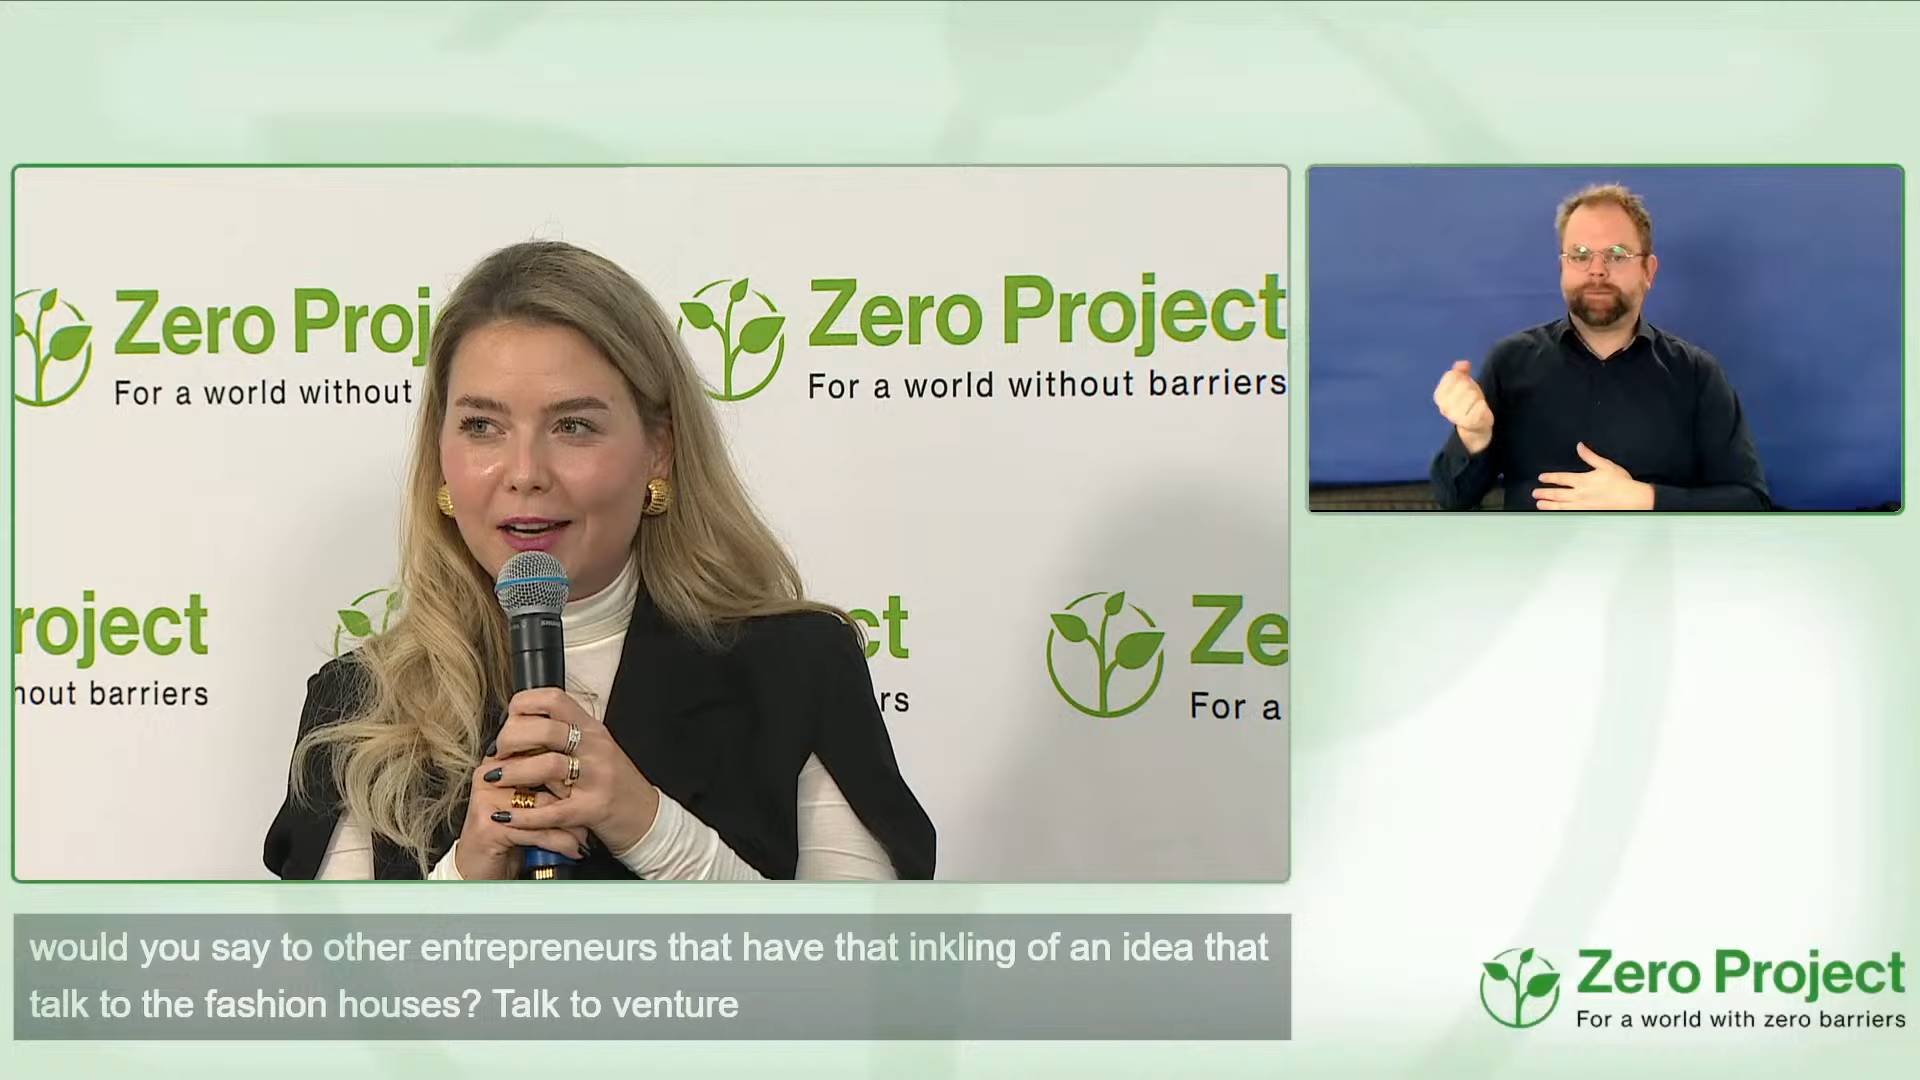 Zero Proj
For a world without
Zero Project
For a world without barriers
roject
hout barriers
ct
rs
Ze
For a
would you say to other entrepreneurs that have that inkling of an idea that
talk to the fashion houses? Talk to venture
Zero Project
For a world with zero barriers